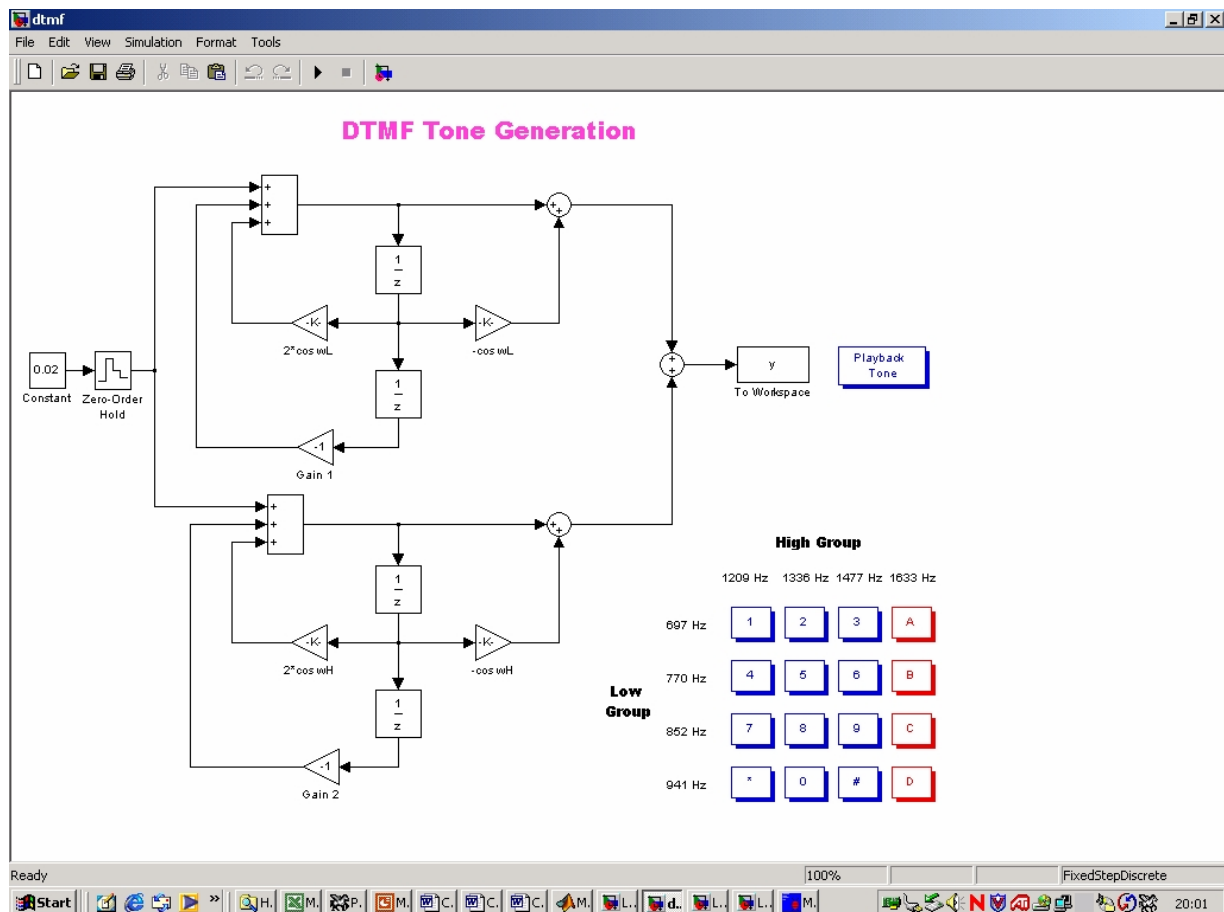 dtmf
File Edit View Simulation Format Tools
DTMF Tone Generation
+
+
+
+
+
1
z
-K-
2*cos wL
-K-
-cos wL
0.02
Constant
Zero-Order
Hold
1
z
-1
Gain 1
+
+
y
To Workspace
Playback
Tone
+
+
+
+
+
1
z
-K-
2*cos wH
-K-
-cos wH
1
z
-1
Gain 2
High Group
1209 Hz 1336 Hz 1477 Hz 1633 Hz
697 Hz 1 2 3 A
770 Hz 4 5 6 B
Low
Group
852 Hz 7 8 9 C
941 Hz * 0 # D
Ready 100% FixedStepDiscrete
Start » H. M. P. M. C. C. C. M. L.. d.. L.. L.. M. 20:01